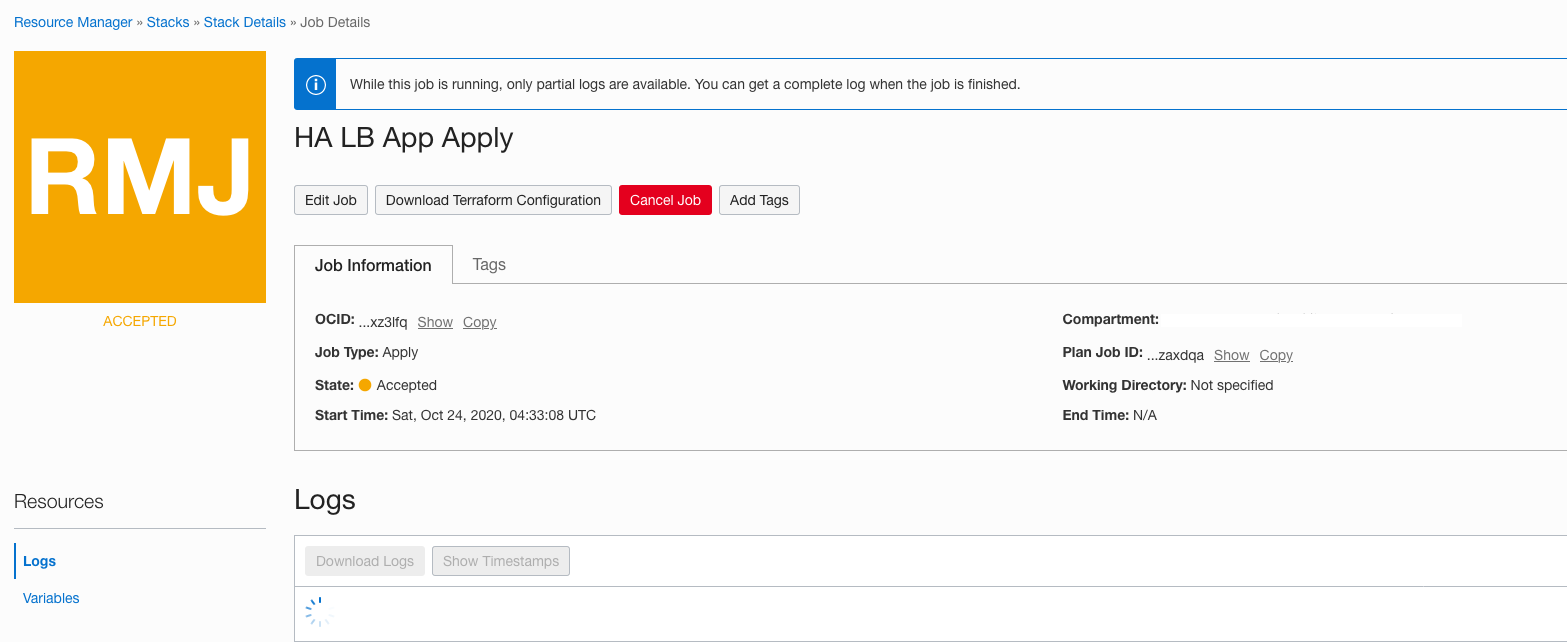 Resource Manager » Stacks » Stack Details » Job Details
RMJ
ACCEPTED
While this job is running, only partial logs are available. You can get a complete log when the job is finished.
HA LB App Apply
Edit Job Download Terraform Configuration Cancel Job Add Tags
Job Information Tags
OCID: ...xz3lfq Show Copy
Job Type: Apply
State: Accepted
Start Time: Sat, Oct 24, 2020, 04:33:08 UTC
Compartment:
Plan Job ID: ...zaxdqa Show Copy
Working Directory: Not specified
End Time: N/A
Resources
Logs
Variables
Logs
Download Logs Show Timestamps